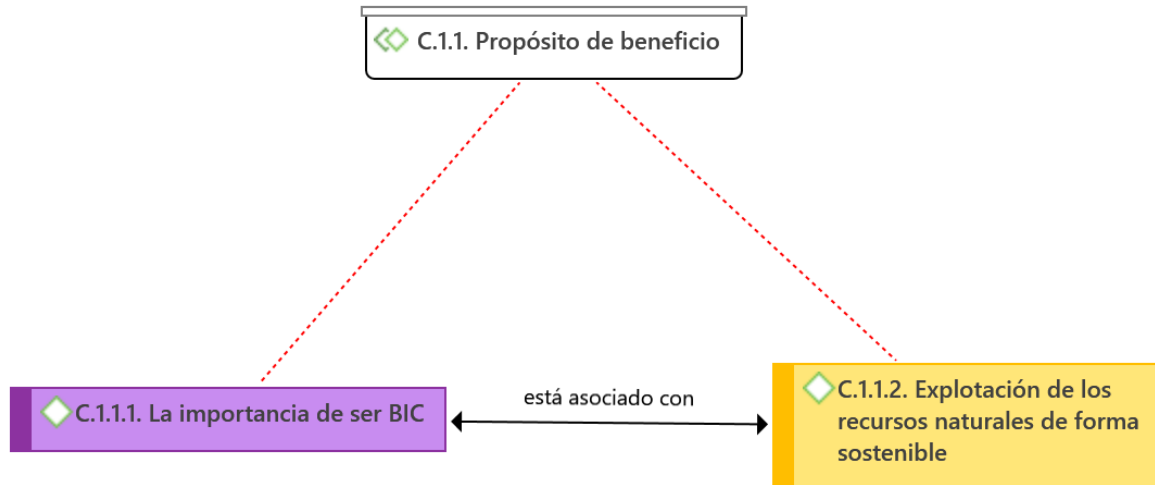 C.1.1. Propósito de beneficio
C.1.1.1. La importancia de ser BIC
está asociado con
C.1.1.2. Explotación de los
recursos naturales de forma
sostenible